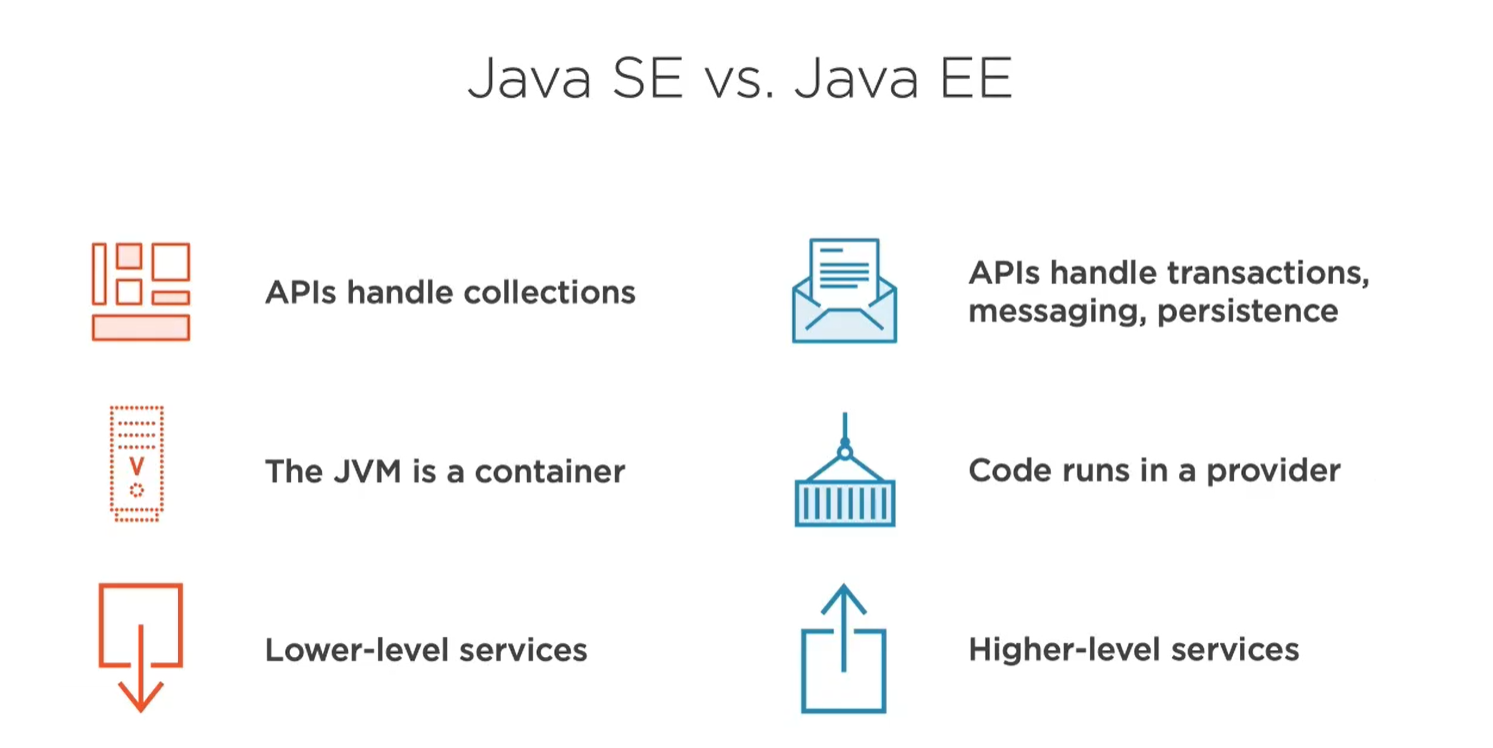 Java SE vs. Java EE
APIs handle collections
APIs handle transactions,
messaging, persistence
V
The JVM is a container
Code runs in a provider
Lower-level services
Higher-level services